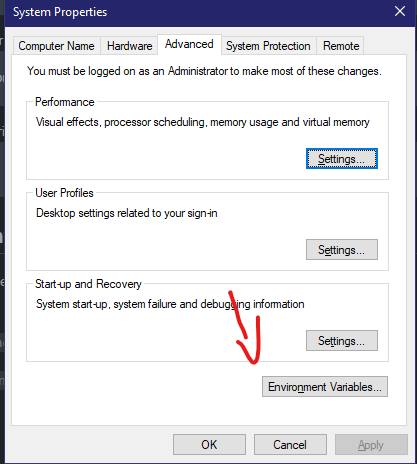 System Properties
Computer Name Hardware Advanced System Protection Remote
You must be logged on as an Administrator to make most of these changes.
Performance
Visual effects, processor scheduling, memory usage and virtual memory
Settings...
User Profiles
Desktop settings related to your sign-in
Settings...
Start-up and Recovery
System start-up, system failure and debugging information
Settings...
Environment Variables...
OK Cancel Apply